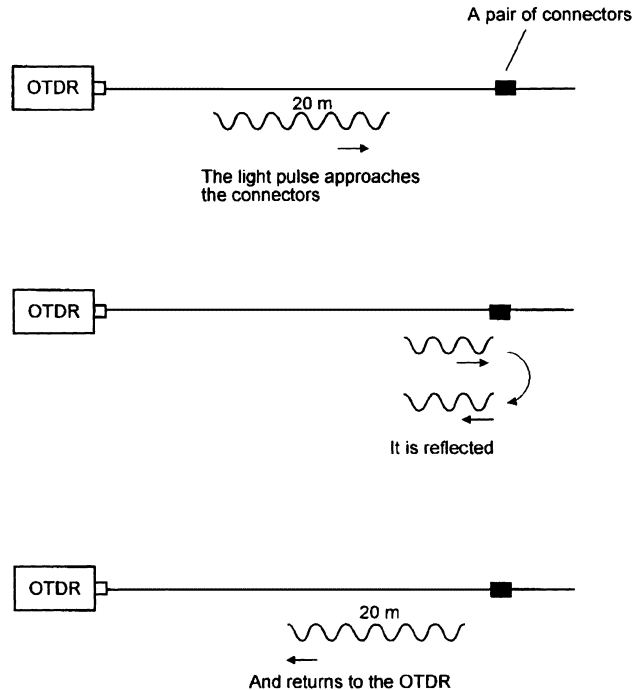 A pair of connectors
OTDR
20 m
The light pulse approaches
the connectors
OTDR
It is reflected
OTDR
20 m
And returns to the OTDR